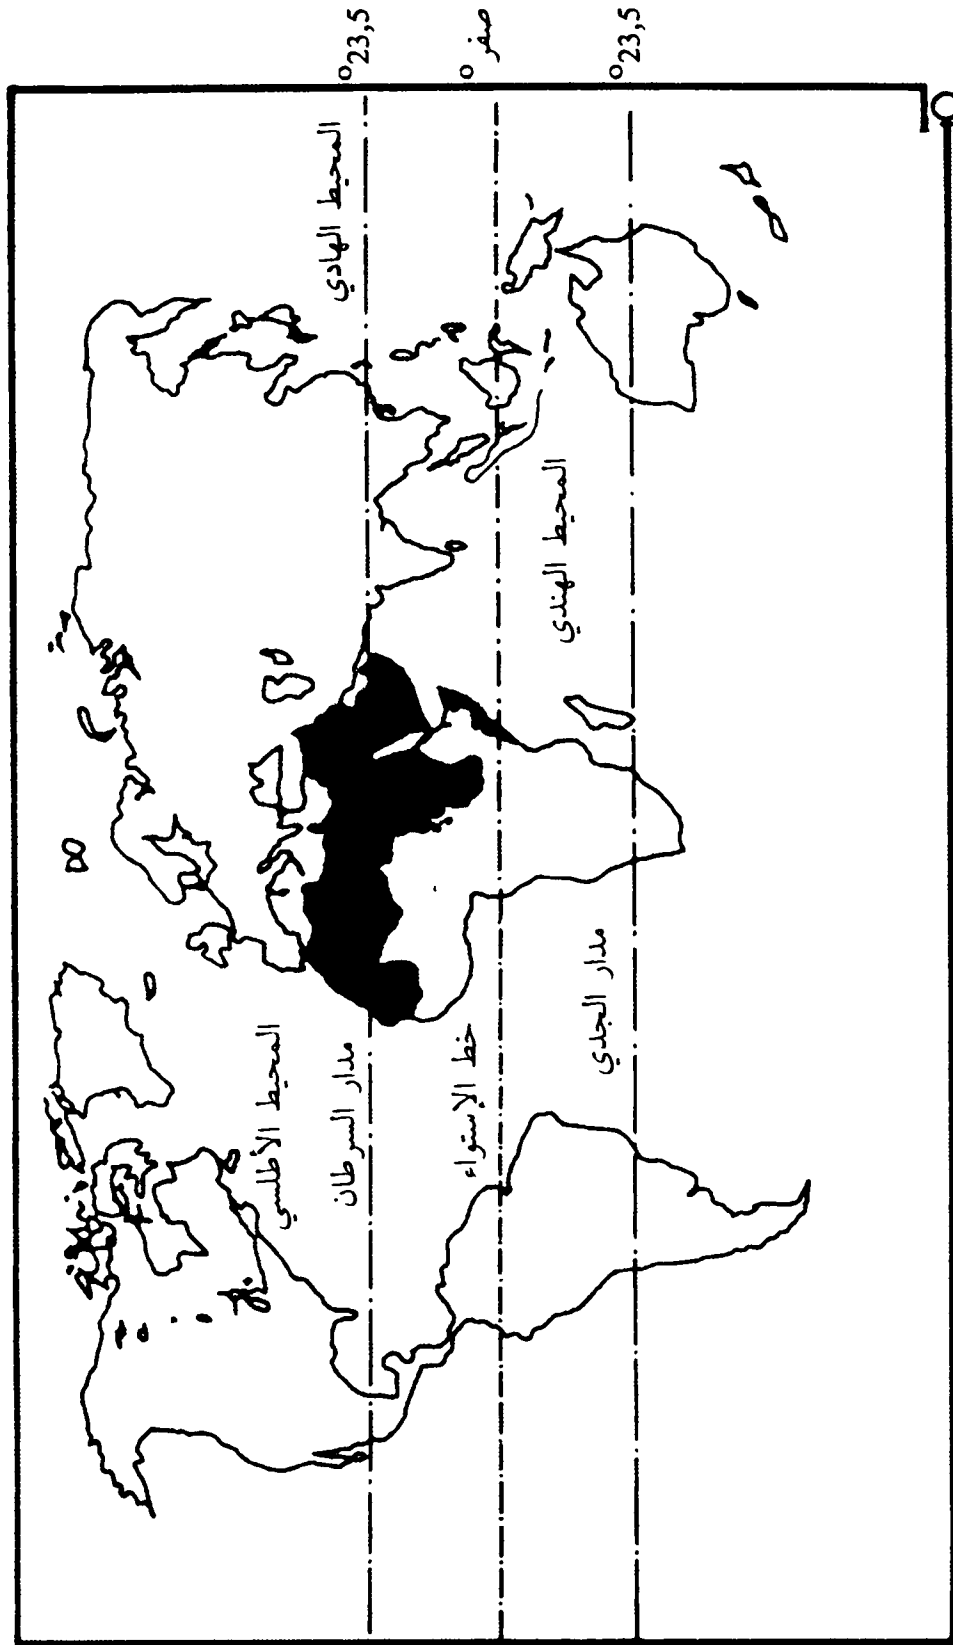 23,5°
صفر °
23,5°
المحيط الهادي
المحيط الهندي
المحيط الأطلسي
مدار السرطان
خط الإستواء
مدار الجدي